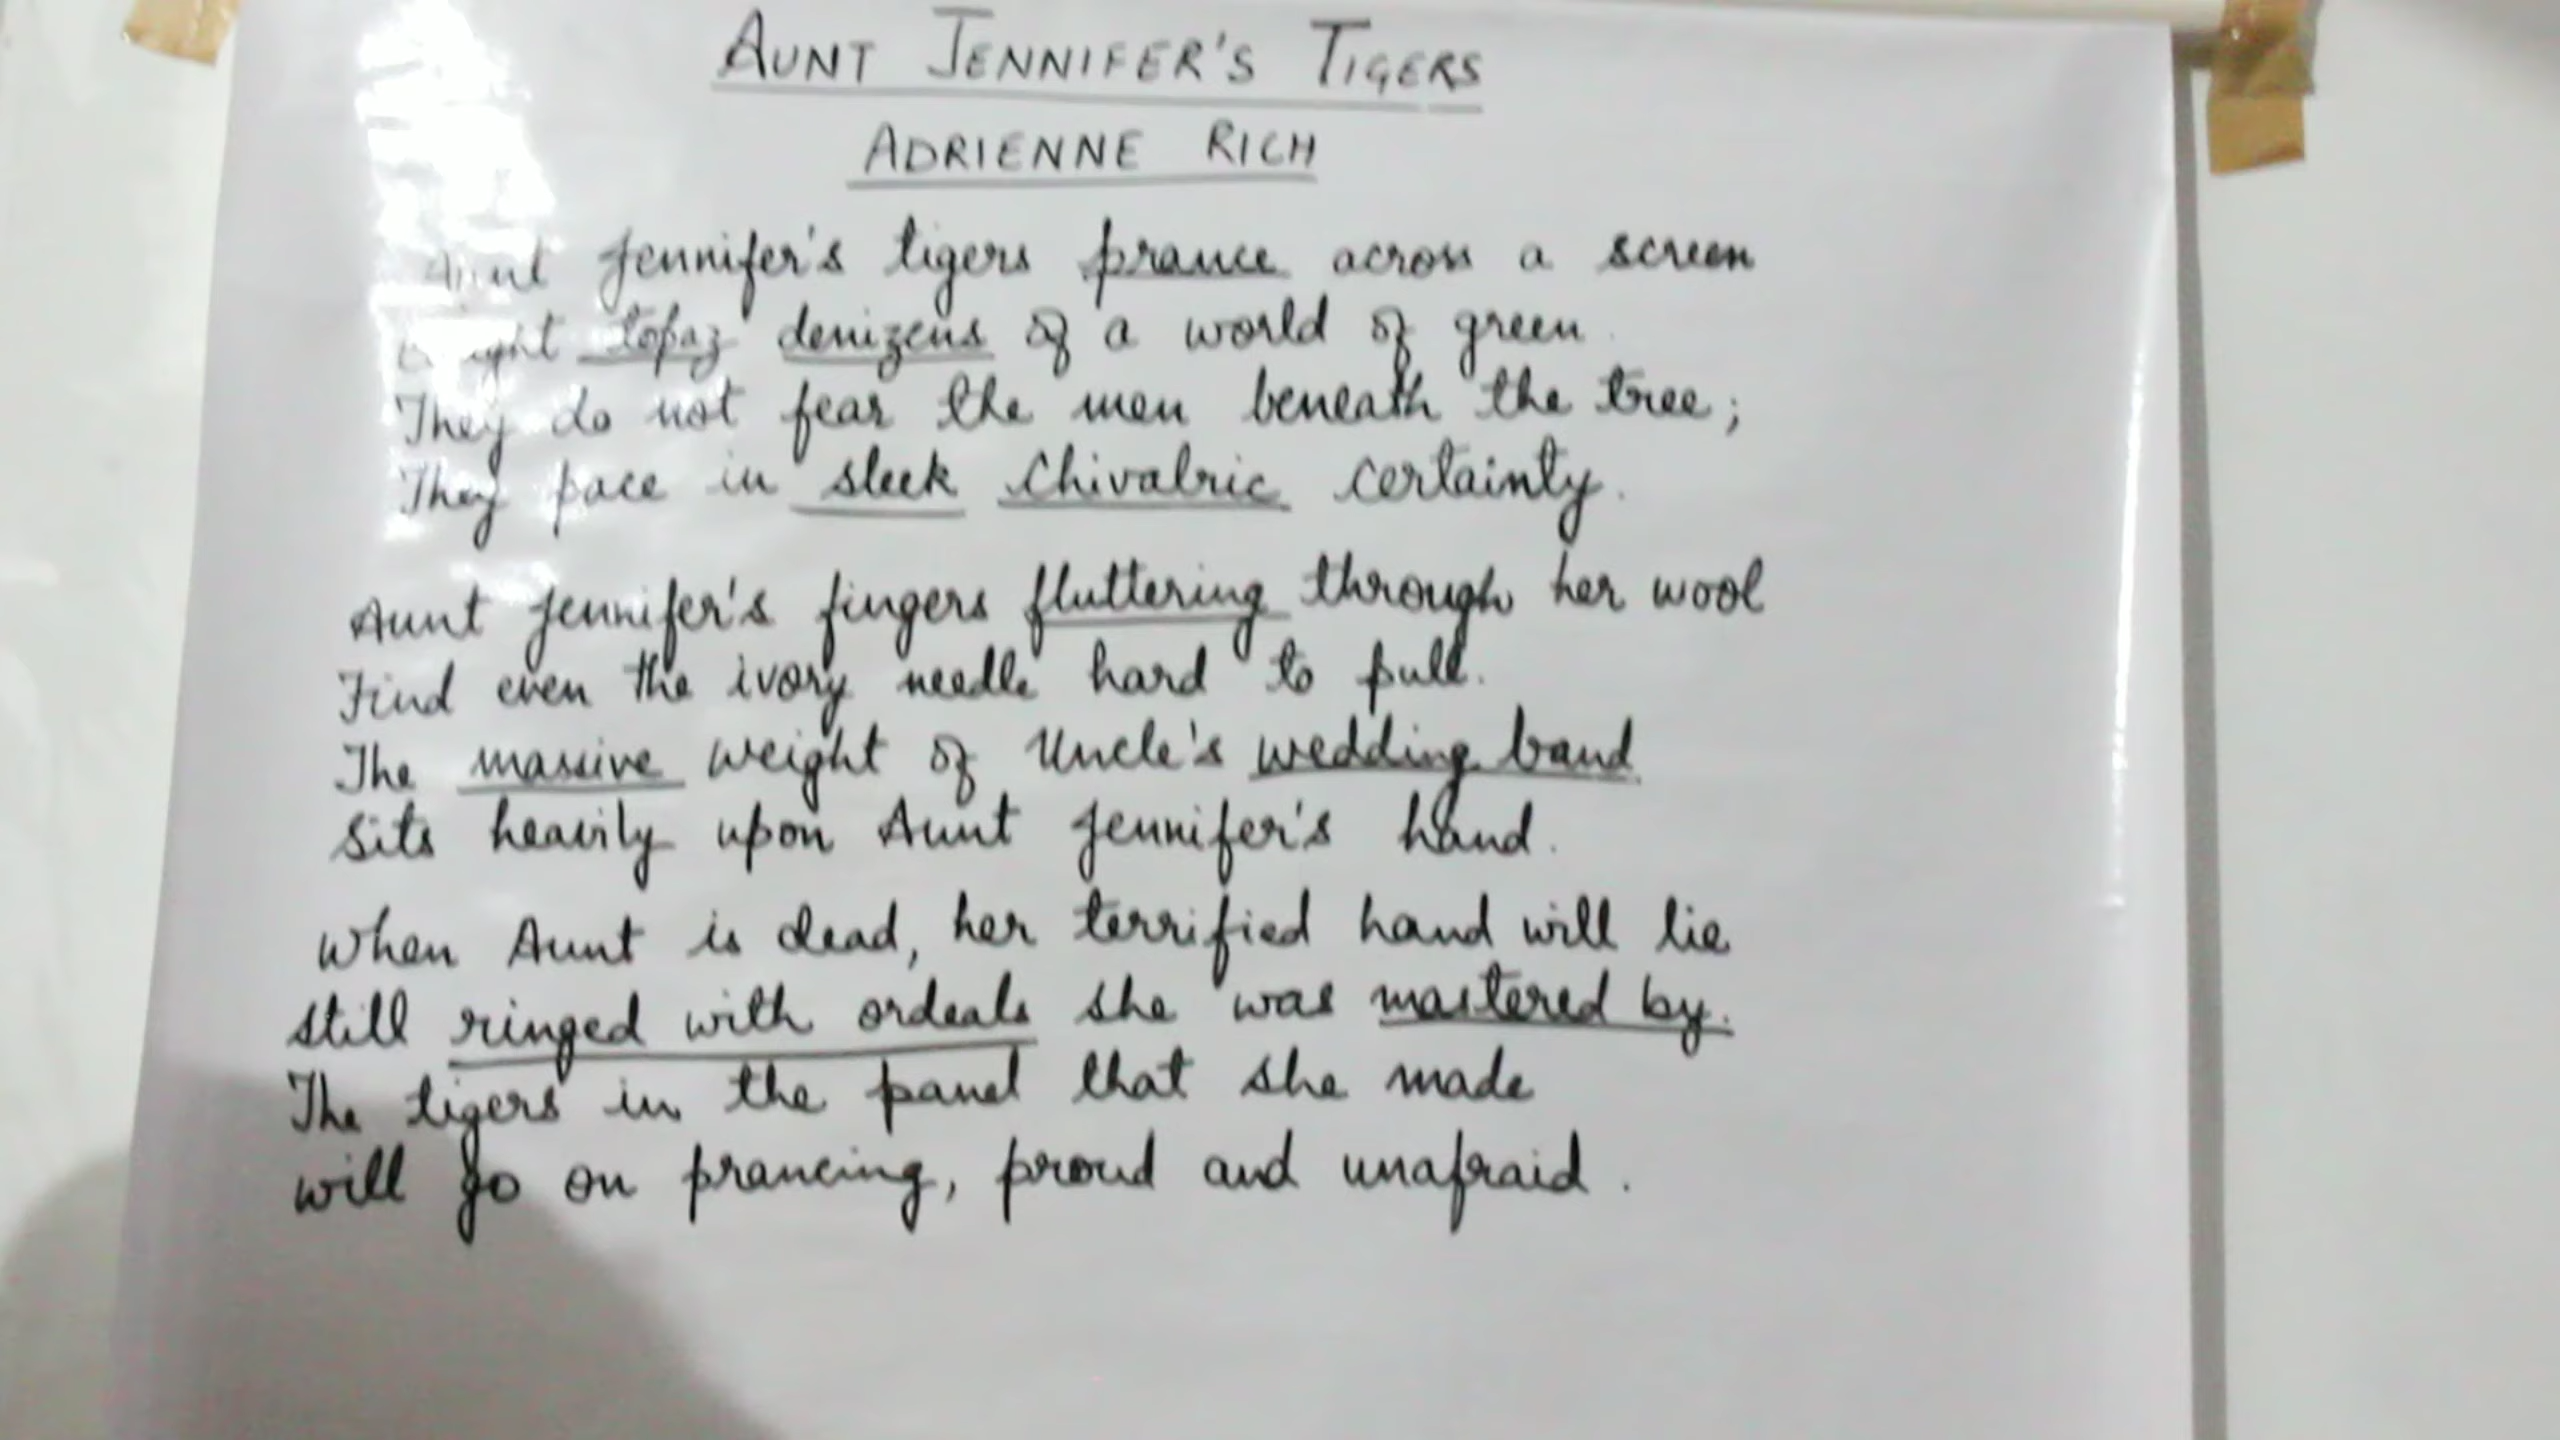 AUNT JENNIFER'S TIGERS
ADRIENNE RICH
Aunt Jennifer's tigers prance across a screen
Bright topaz denizens of a world of green.
They do not fear the men beneath the tree;
They pace in sleek chivalric certainty.
Aunt Jennifer's fingers fluttering through her wool
Find even the ivory needle hard to pull.
The massive weight of Uncle's wedding band
Sits heavily upon Aunt Jennifer's hand.
When Aunt is dead, her terrified hand will lie
still ringed with ordeals she was mastered by.
The tigers in the panel that she made
will go on prancing, proud and unafraid.